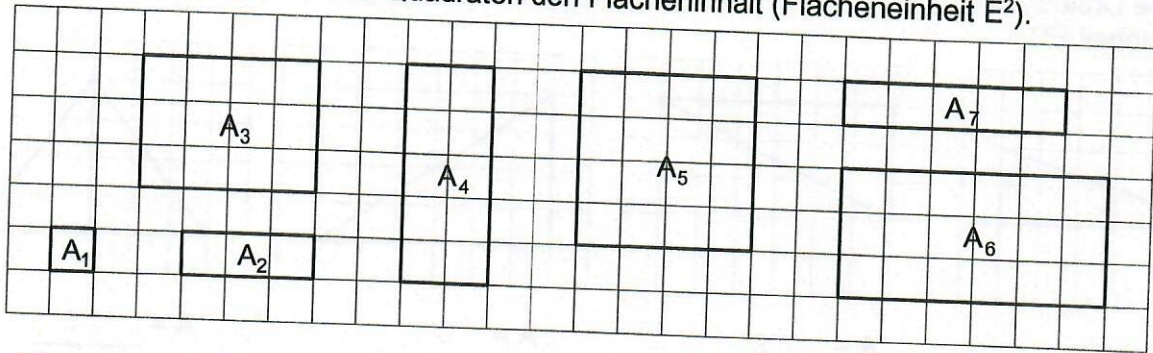 den Flächeninhalt (Flächeneinheit E²).
A₃
A₄
A₅
A₇
A₁
A₂
A₆